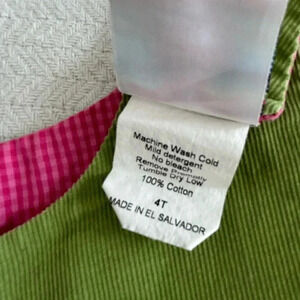 Machine Wash Cold
Mild detergent
No bleach
Remove Promptly
Tumble Dry Low
100% Cotton
4T
MADE IN EL SALVADOR